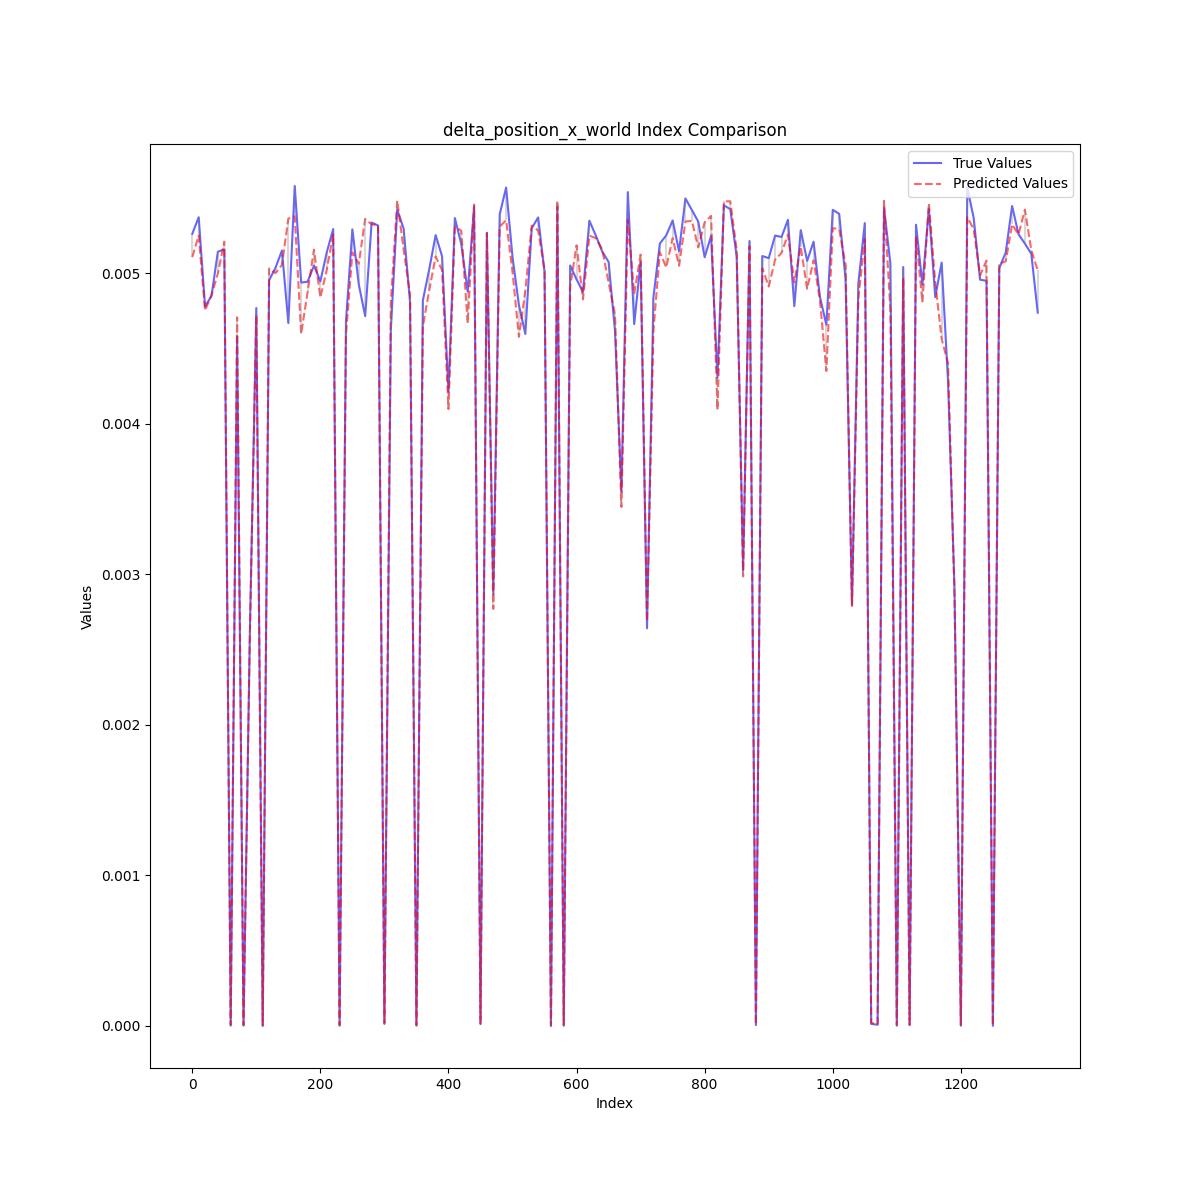 delta_position_x_world Index Comparison
True Values
Predicted Values
0.005
0.004
0.003
0.002
0.001
0.000
Values
0 200 400 600 800 1000 1200
Index